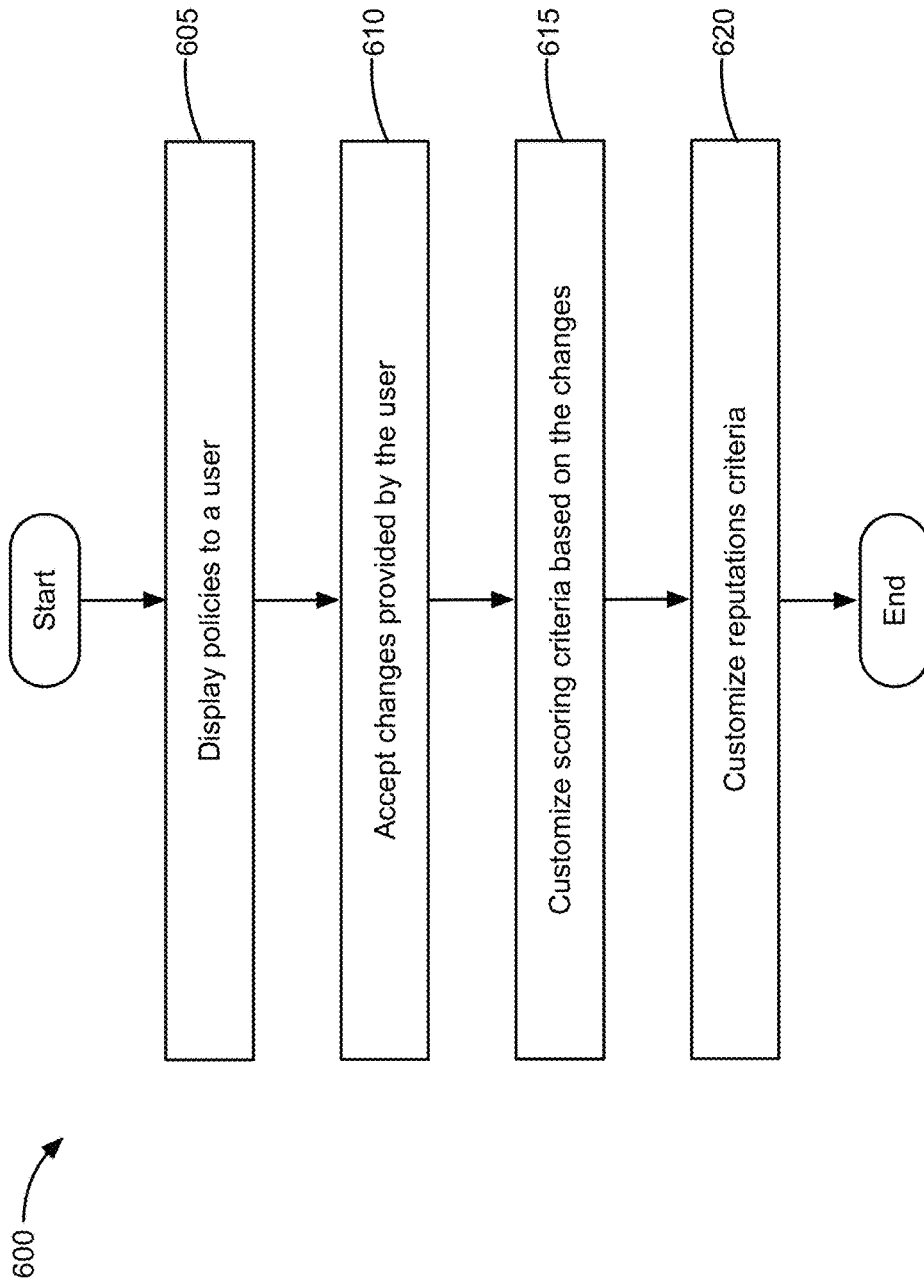 600
Start
Display policies to a user
605
Accept changes provided by the user
610
Customize scoring criteria based on the changes
615
Customize reputations criteria
620
End